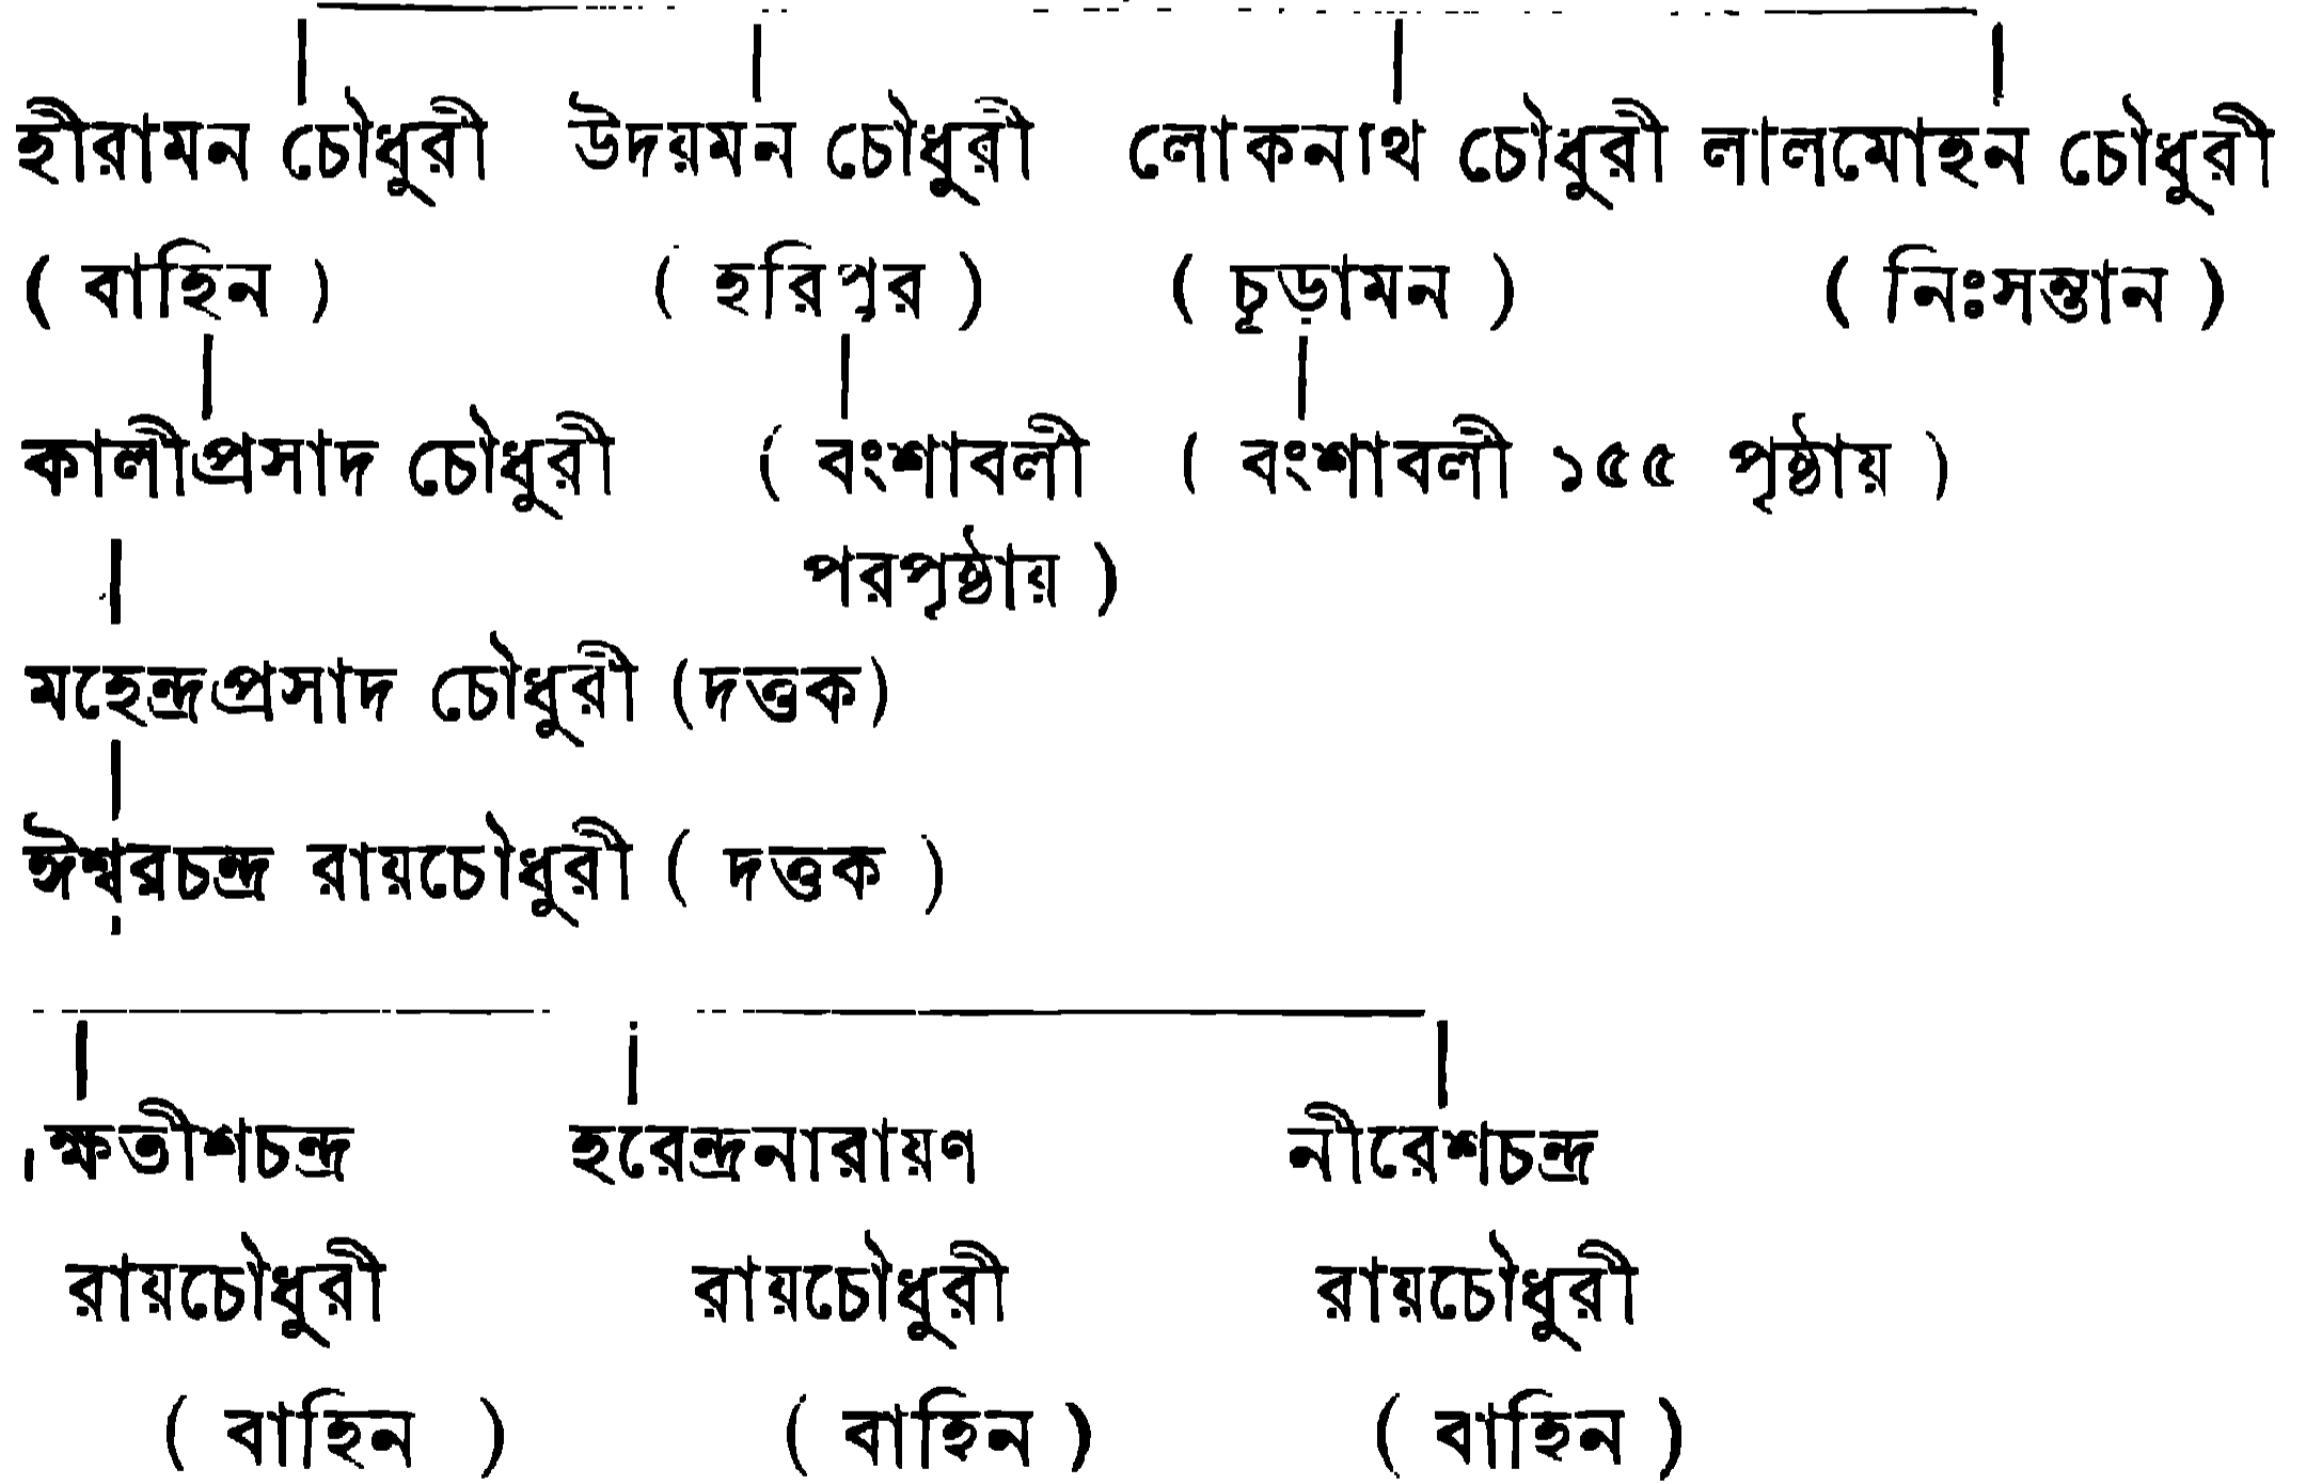 হীরামন চৌধুরী উদয়মন চৌধুরী লোকনাথ চৌধুরী লালমোহন চৌধুরী
( বাহিন ) ( হরিপুর ) ( চূড়ামন ) ( নিঃসন্তান )
কালীপ্রসাদ চৌধুরী ( বংশাবলী ( বংশাবলী ১৫৫ পৃষ্ঠায় )
পরপৃষ্ঠায় )
মহেন্দ্রপ্রসাদ চৌধুরী (দত্তক)
ঈশ্বরচন্দ্র রায়চৌধুরী ( দত্তক )
ক্ষিতীশচন্দ্র হরেন্দ্রনারায়ণ নীরেশচন্দ্র
রায়চৌধুরী রায়চৌধুরী রায়চৌধুরী
( বাহিন ) ( বাহিন ) ( বাহিন )